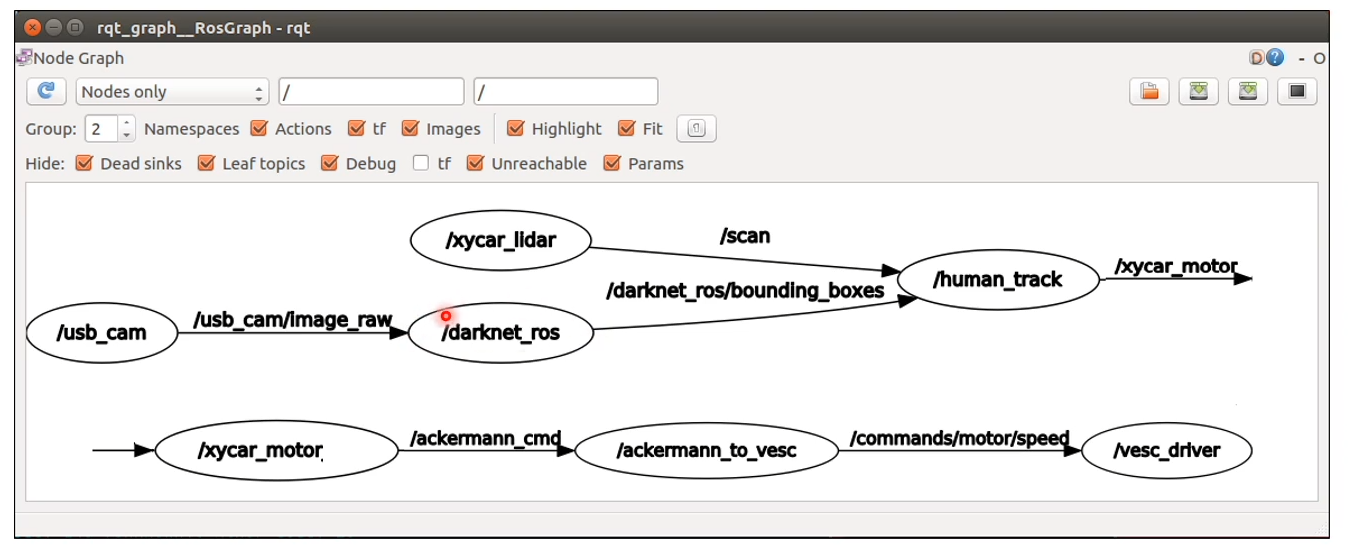 rqt_graph__RosGraph - rqt
Node Graph
D ? - O
Nodes only / /
Group: 2 Namespaces Actions tf Images Highlight Fit
Hide: Dead sinks Leaf topics Debug tf Unreachable Params
/xycar_lidar /scan
/human_track /xycar_motor
/darknet_ros/bounding_boxes
/usb_cam /usb_cam/image_raw /darknet_ros
/xycar_motor /ackermann_cmd /ackermann_to_vesc /commands/motor/speed /vesc_driver